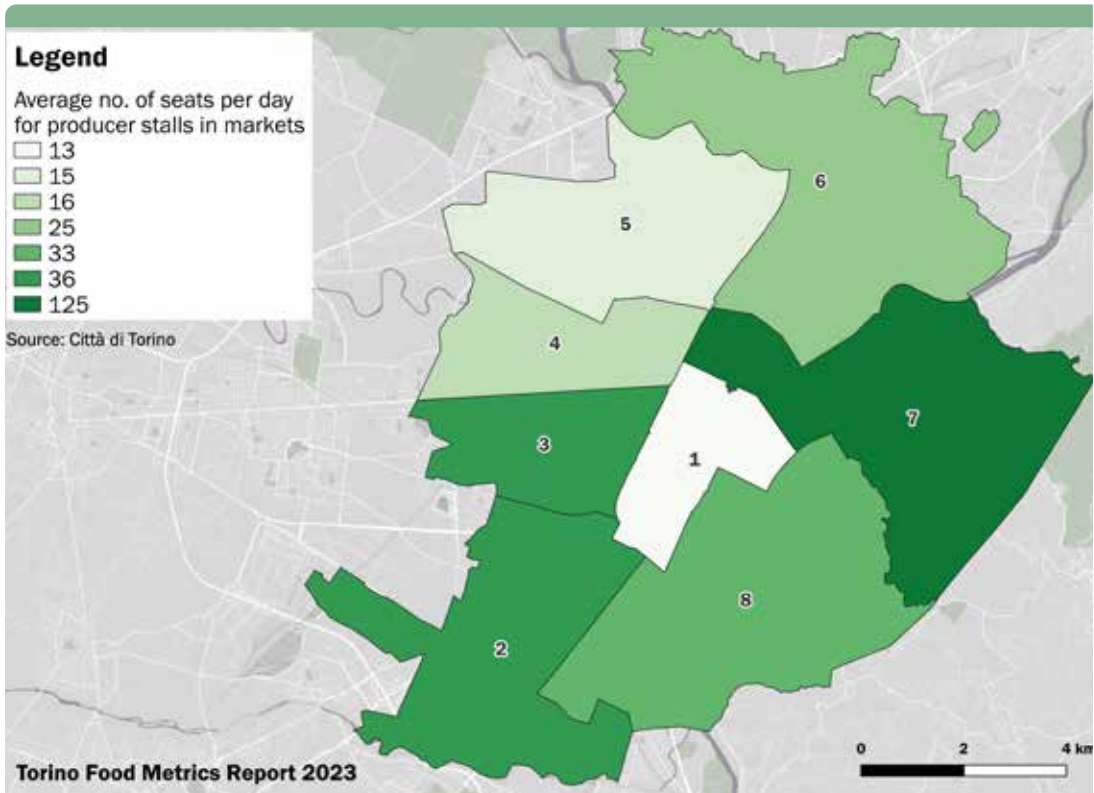 Legend
Average no. of seats per day
for producer stalls in markets
13
15
16
25
33
36
125
Source: Città di Torino
6
5
4
7
3
1
8
2
0 2 4 km
Torino Food Metrics Report 2023